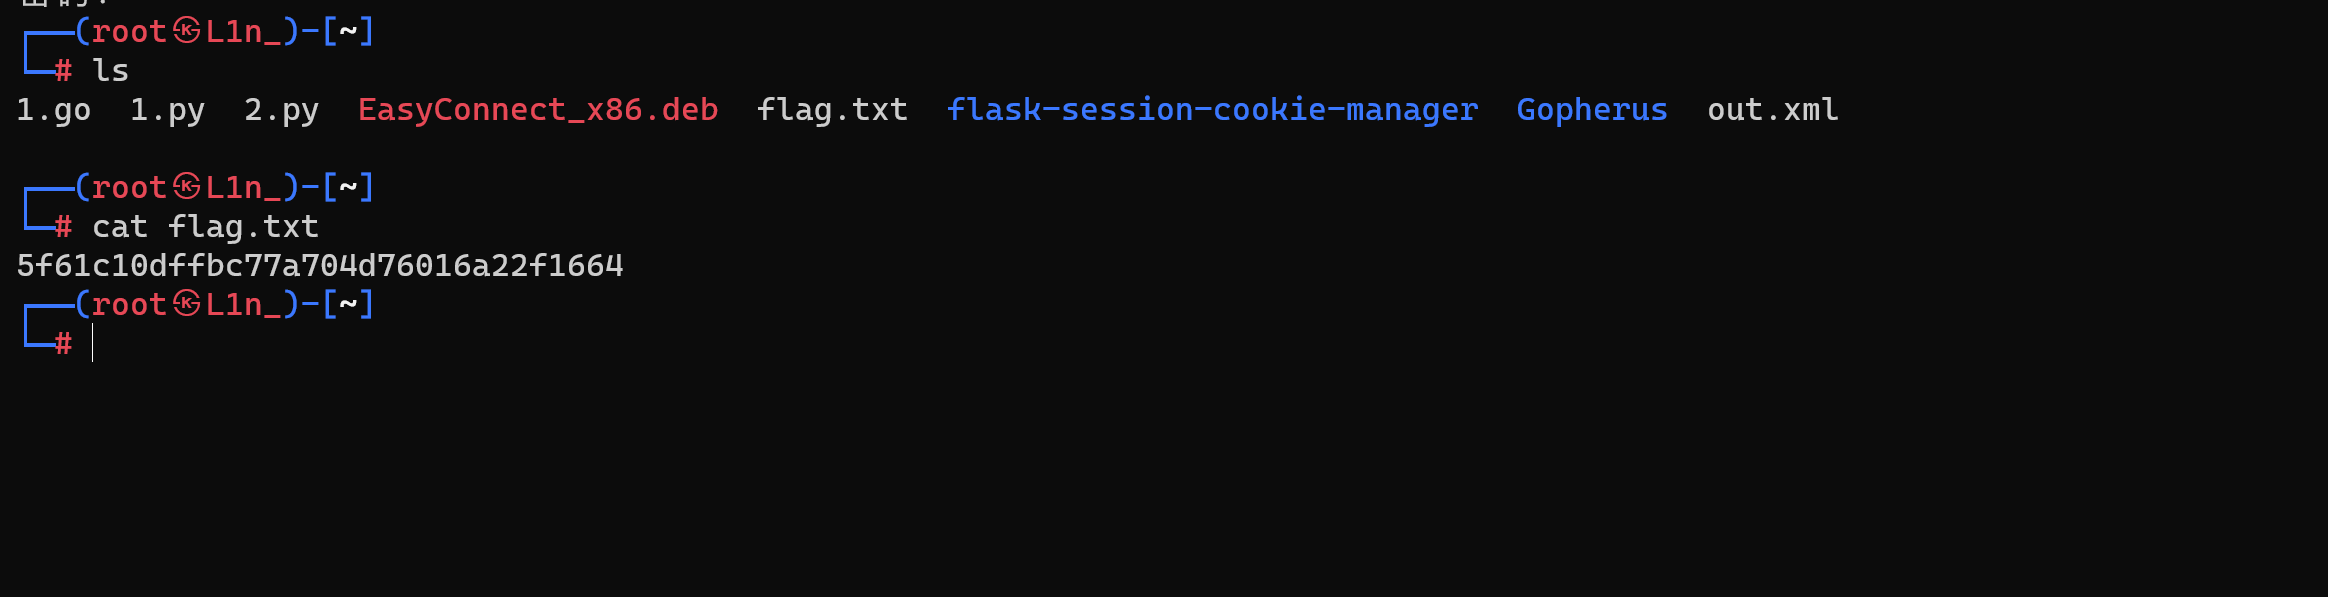 ┌──(root㉿L1n_)-[~]
└─# ls
1.go  1.py  2.py  EasyConnect_x86.deb  flag.txt  flask-session-cookie-manager  Gopherus  out.xml
┌──(root㉿L1n_)-[~]
└─# cat flag.txt
5f61c10dffbc77a704d76016a22f1664
┌──(root㉿L1n_)-[~]
└─#